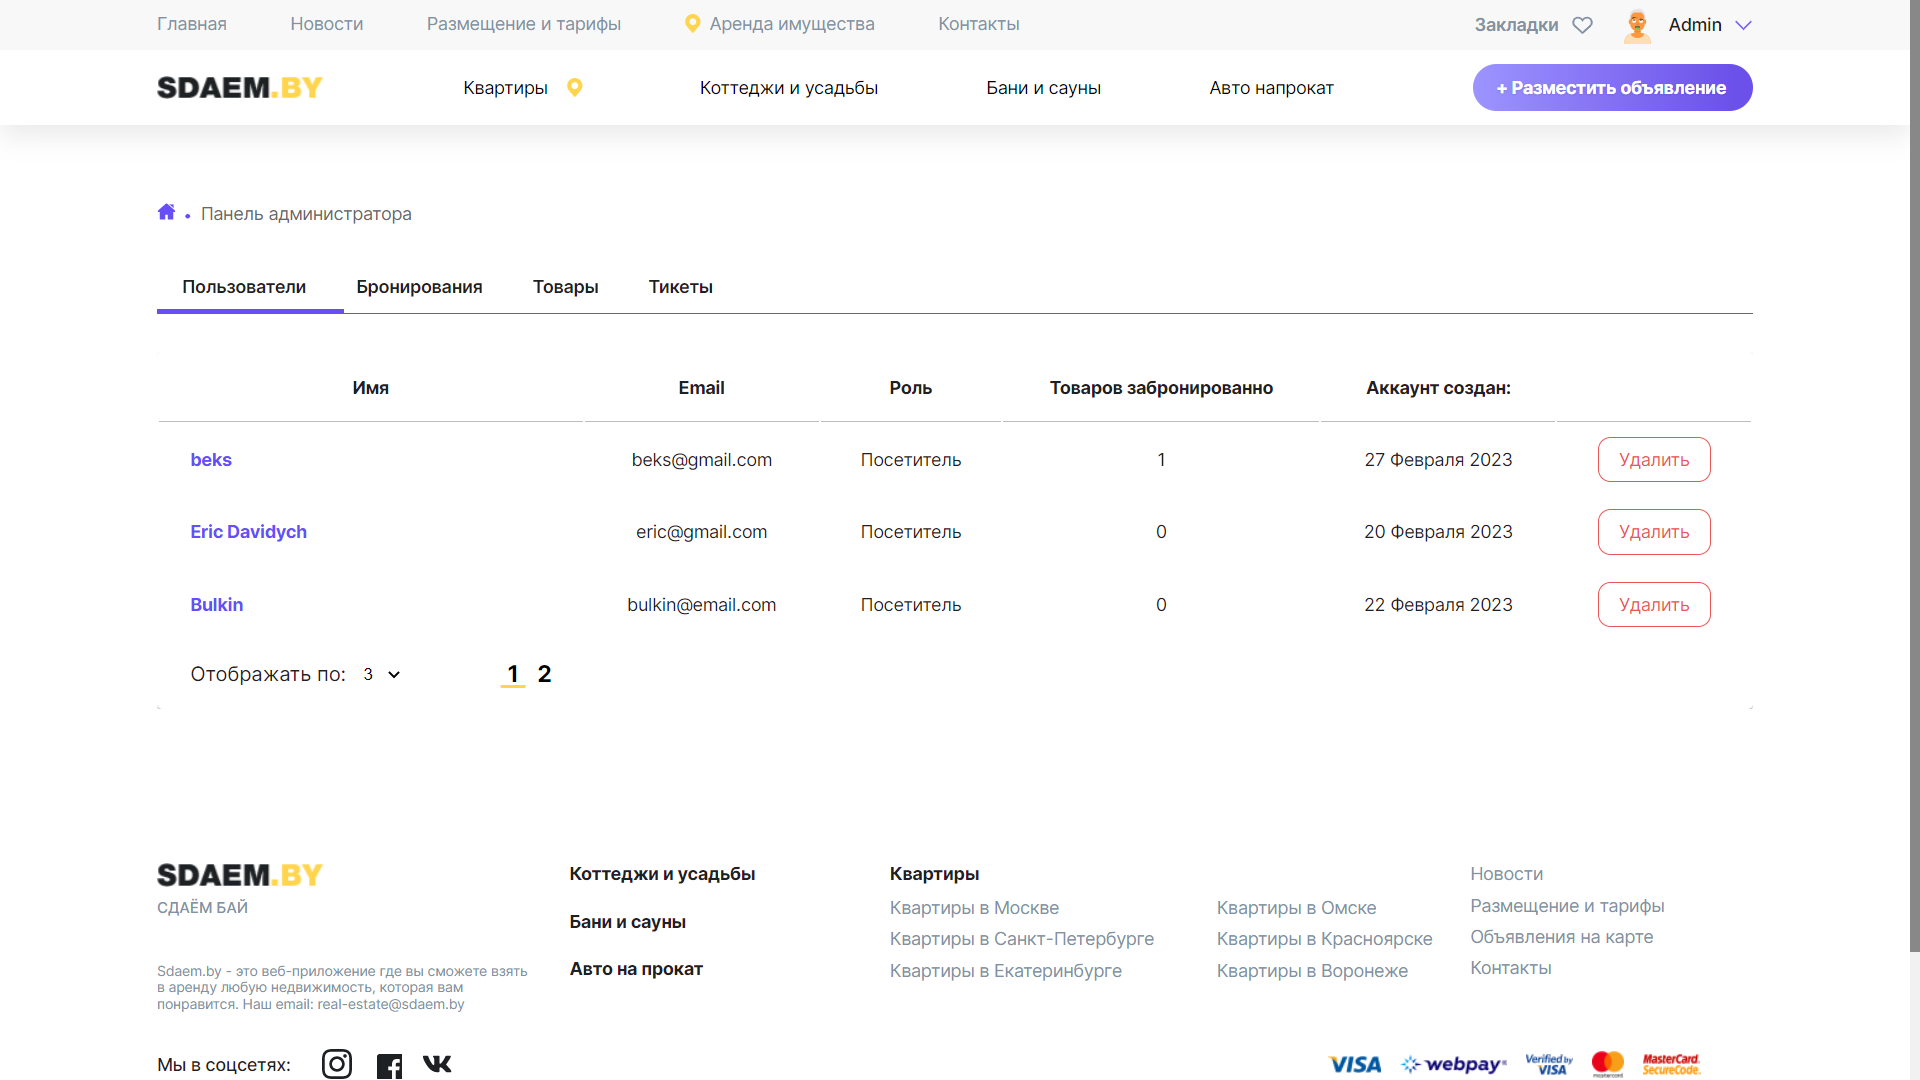 Главная Новости Размещение и тарифы Аренда имущества Контакты Закладки Admin
SDAEM.BY Квартиры Коттеджи и усадьбы Бани и сауны Авто напрокат + Разместить объявление
• Панель администратора
Пользователи Бронирования Товары Тикеты
Имя Email Роль Товаров забронированно Аккаунт создан:
beks beks@gmail.com Посетитель 1 27 Февраля 2023 Удалить
Eric Davidych eric@gmail.com Посетитель 0 20 Февраля 2023 Удалить
Bulkin bulkin@email.com Посетитель 0 22 Февраля 2023 Удалить
Отображать по: 3 1 2
SDAEM.BY
СДАЁМ БАЙ
Sdaem.by - это веб-приложение где вы сможете взять
в аренду любую недвижимость, которая вам
понравится. Наш email: real-estate@sdaem.by
Коттеджи и усадьбы
Бани и сауны
Авто на прокат
Квартиры
Квартиры в Москве
Квартиры в Санкт-Петербурге
Квартиры в Екатеринбурге
Квартиры в Омске
Квартиры в Красноярске
Квартиры в Воронеже
Новости
Размещение и тарифы
Объявления на карте
Контакты
Мы в соцсетях:
VISA webpay Verified by VISA mastercard MasterCard. SecureCode.